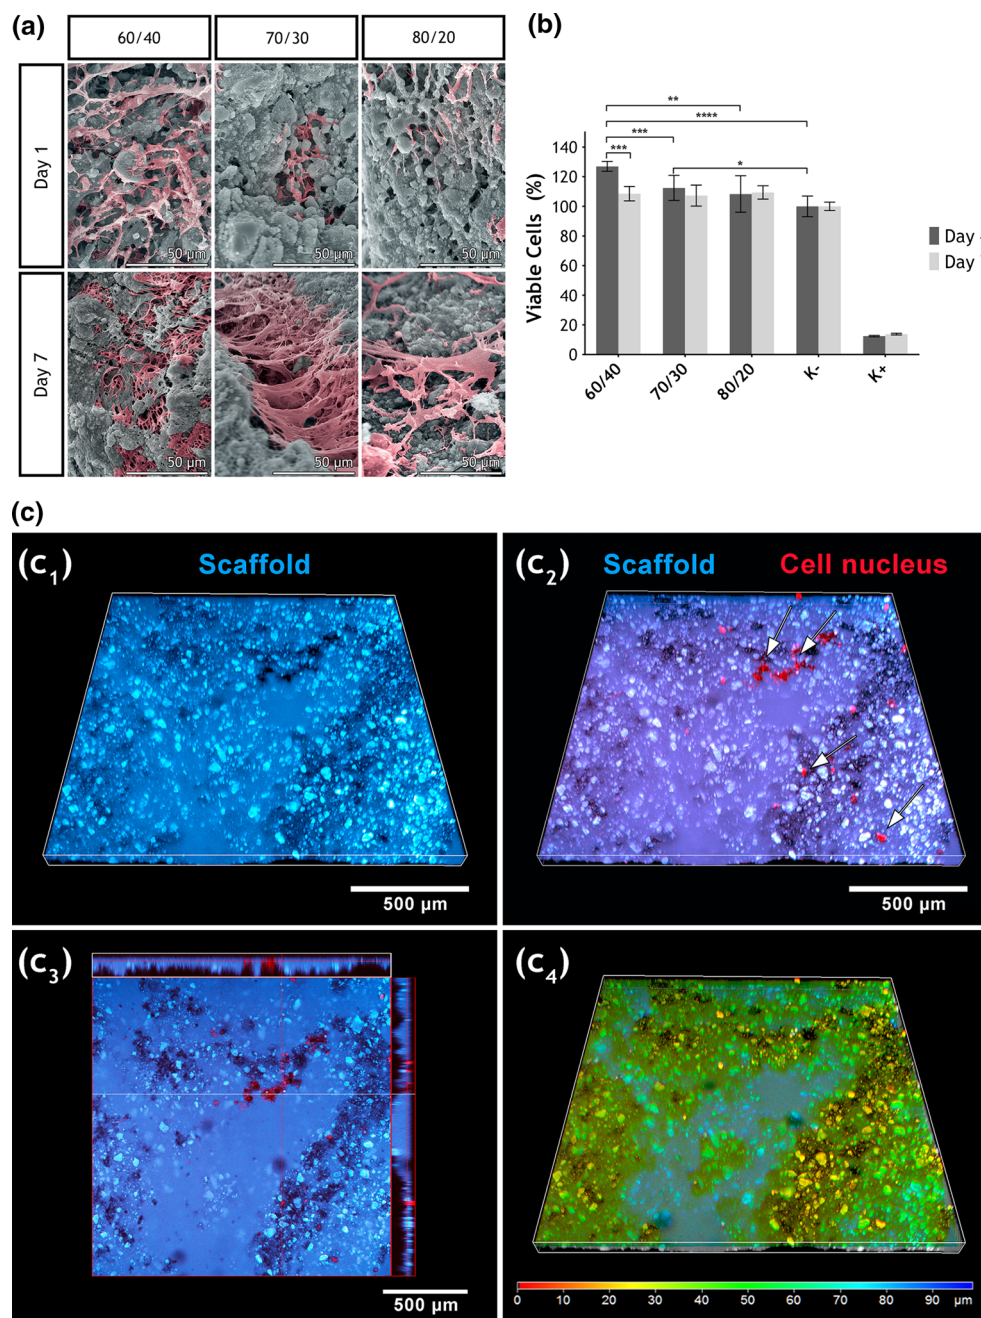 (a)
60/40 70/30 80/20
Day 1
50 µm 50 µm 50 µm
Day 7
50 µm 50 µm 50 µm
(b)
**
****
***
***
*
Viable Cells (%)
140
120
100
80
60
40
20
0
60/40 70/30 80/20 K- K+
Day
Day
(c)
(c1) Scaffold
500 µm
(c2) Scaffold Cell nucleus
500 µm
(c3)
500 µm
(c4)
0 10 20 30 40 50 60 70 80 90 µm